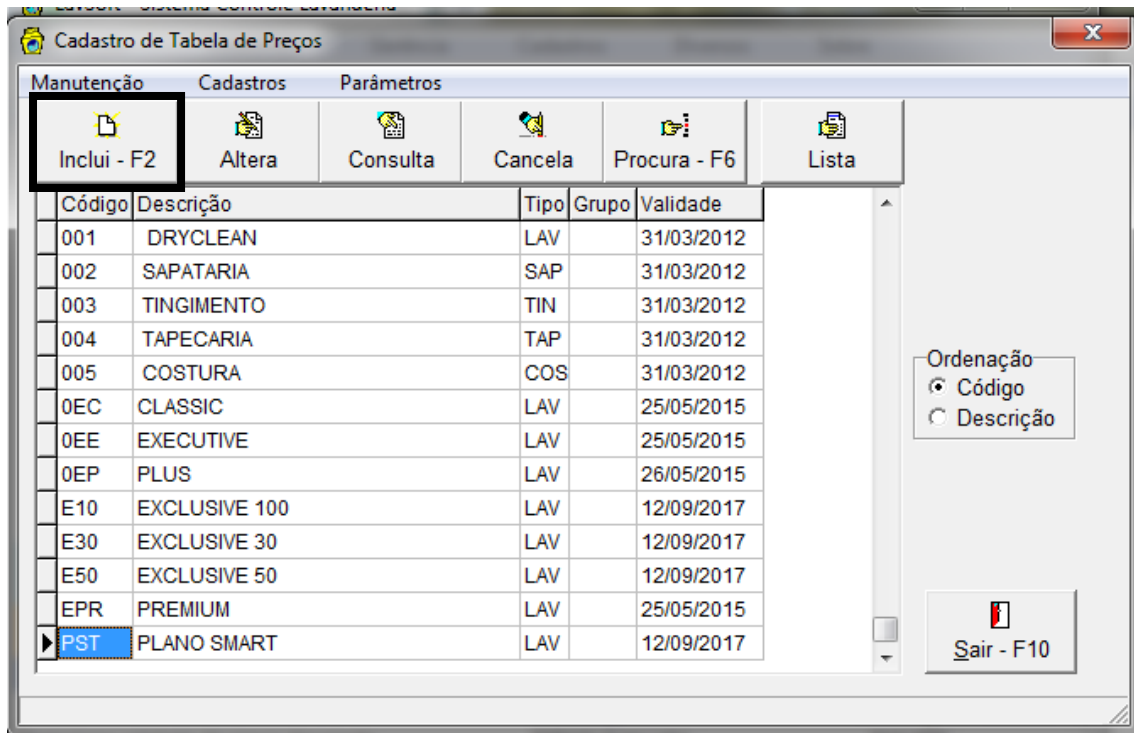 Cadastro de Tabela de Preços
Manutenção Cadastros Parâmetros
Inclui - F2 Altera Consulta Cancela Procura - F6 Lista
Código Descrição Tipo Grupo Validade
001 DRYCLEAN LAV 31/03/2012
002 SAPATARIA SAP 31/03/2012
003 TINGIMENTO TIN 31/03/2012
004 TAPECARIA TAP 31/03/2012
005 COSTURA COS 31/03/2012
0EC CLASSIC LAV 25/05/2015
0EE EXECUTIVE LAV 25/05/2015
0EP PLUS LAV 26/05/2015
E10 EXCLUSIVE 100 LAV 12/09/2017
E30 EXCLUSIVE 30 LAV 12/09/2017
E50 EXCLUSIVE 50 LAV 12/09/2017
EPR PREMIUM LAV 25/05/2015
PST PLANO SMART LAV 12/09/2017
Ordenação
Código
Descrição
Sair - F10